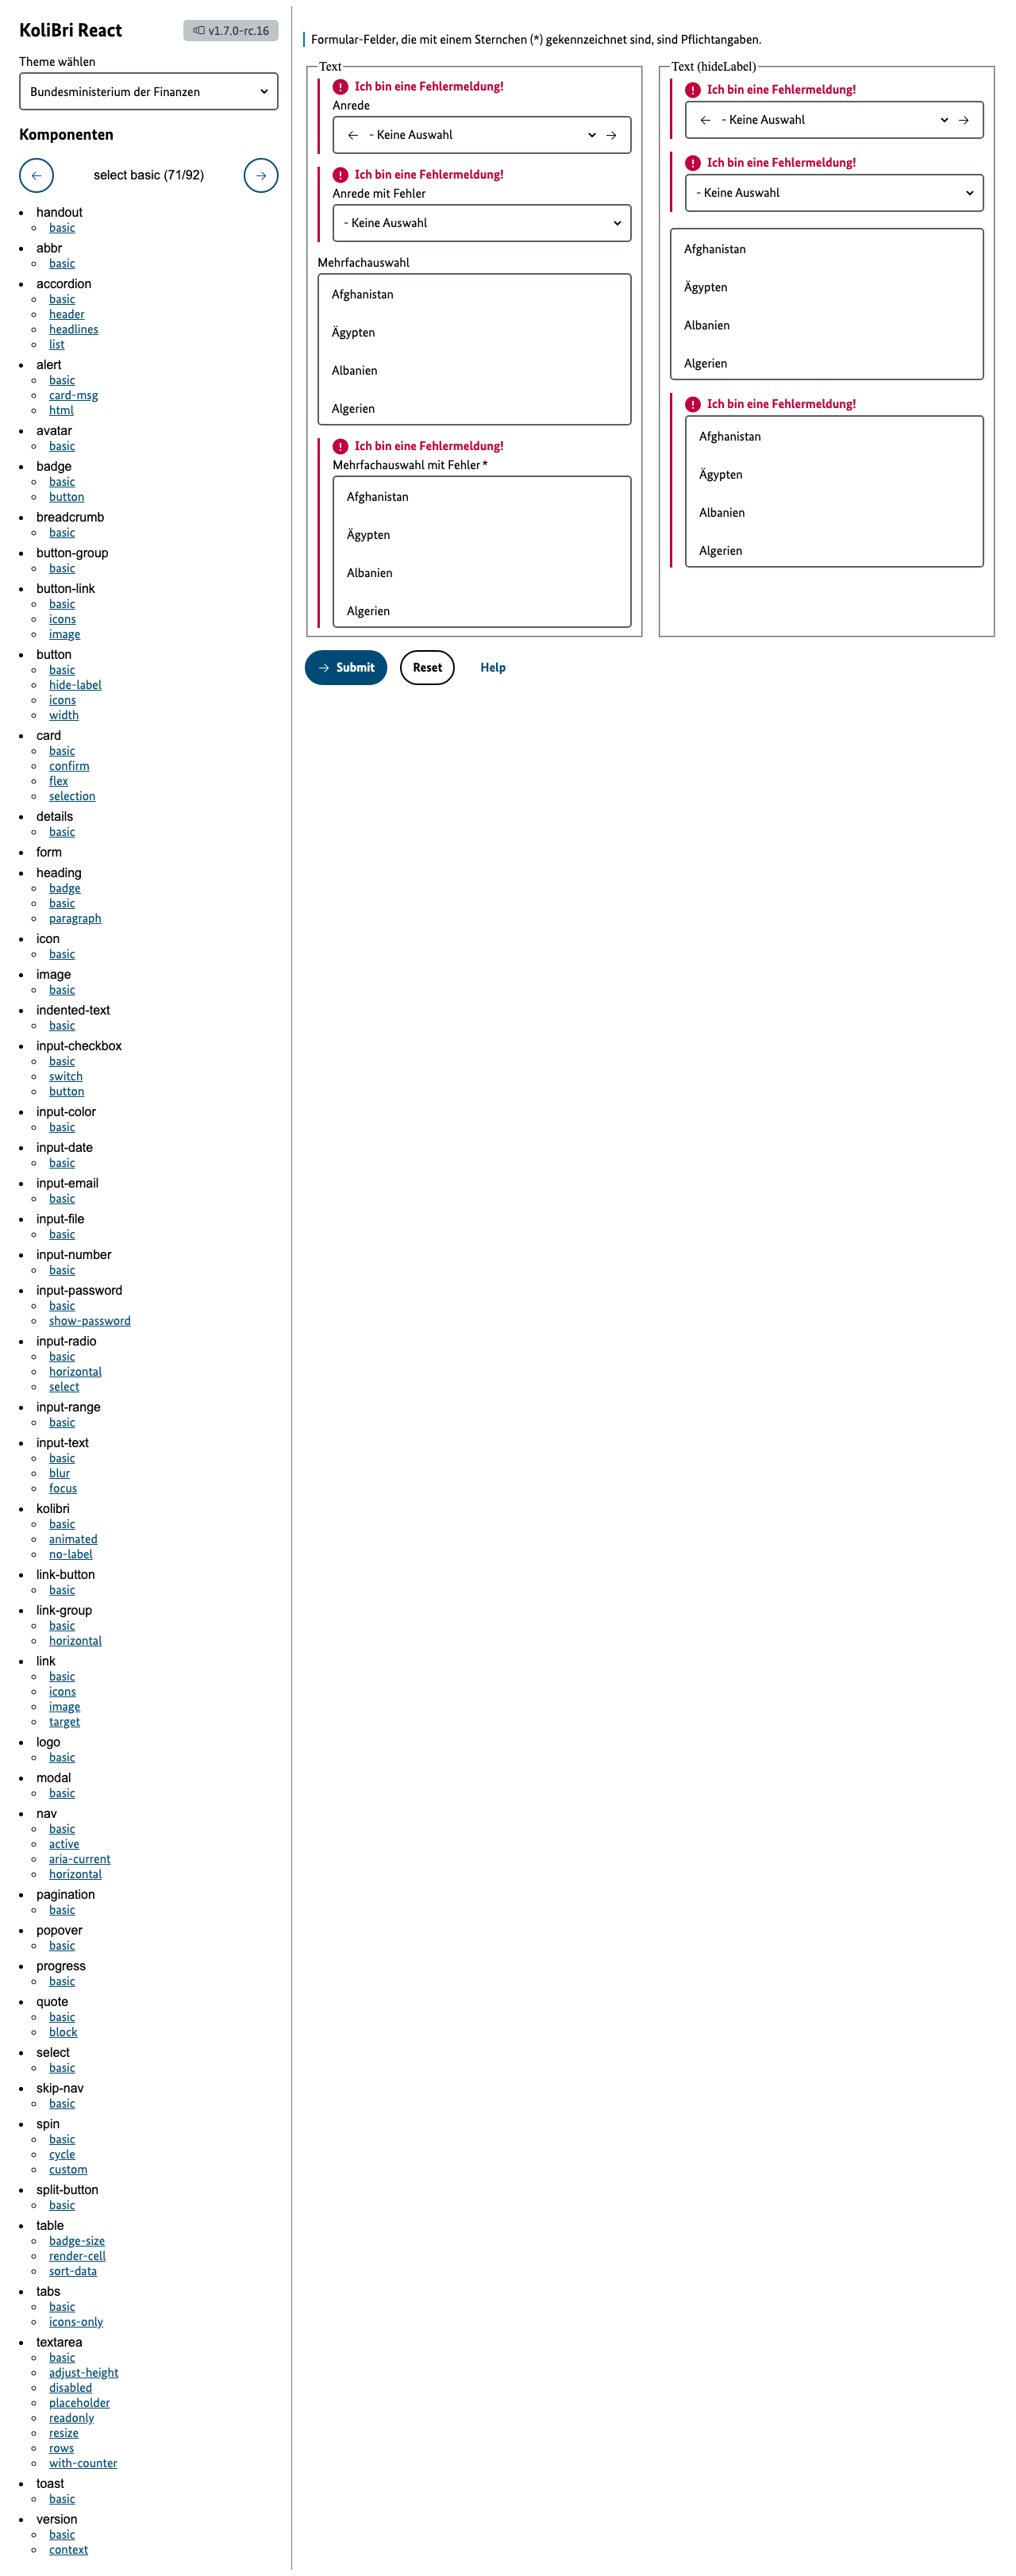 KoliBri React
v1.7.0-rc.16
Theme wählen
Bundesministerium der Finanzen
Komponenten
select basic (71/92)
handout
basic
abbr
basic
accordion
basic
header
headlines
list
alert
basic
card-msg
html
avatar
basic
badge
basic
button
breadcrumb
basic
button-group
basic
button-link
basic
icons
image
button
basic
hide-label
icons
width
card
basic
confirm
flex
selection
details
basic
form
heading
badge
basic
paragraph
icon
basic
image
basic
indented-text
basic
input-checkbox
basic
switch
button
input-color
basic
input-date
basic
input-email
basic
input-file
basic
input-number
basic
input-password
basic
show-password
input-radio
basic
horizontal
select
input-range
basic
input-text
basic
blur
focus
kolibri
basic
animated
no-label
link-button
basic
link-group
basic
horizontal
link
basic
icons
image
target
logo
basic
modal
basic
nav
basic
active
aria-current
horizontal
pagination
basic
popover
basic
progress
basic
quote
basic
block
select
basic
skip-nav
basic
spin
basic
cycle
custom
split-button
basic
table
badge-size
render-cell
sort-data
tabs
basic
icons-only
textarea
basic
adjust-height
disabled
placeholder
readonly
resize
rows
with-counter
toast
basic
version
basic
context
Formular-Felder, die mit einem Sternchen (*) gekennzeichnet sind, sind Pflichtangaben.
Text
Ich bin eine Fehlermeldung!
Anrede
- Keine Auswahl
Ich bin eine Fehlermeldung!
Anrede mit Fehler
- Keine Auswahl
Mehrfachauswahl
Afghanistan
Ägypten
Albanien
Algerien
Ich bin eine Fehlermeldung!
Mehrfachauswahl mit Fehler *
Afghanistan
Ägypten
Albanien
Algerien
Text (hideLabel)
Ich bin eine Fehlermeldung!
- Keine Auswahl
Ich bin eine Fehlermeldung!
- Keine Auswahl
Afghanistan
Ägypten
Albanien
Algerien
Ich bin eine Fehlermeldung!
Afghanistan
Ägypten
Albanien
Algerien
Submit
Reset
Help